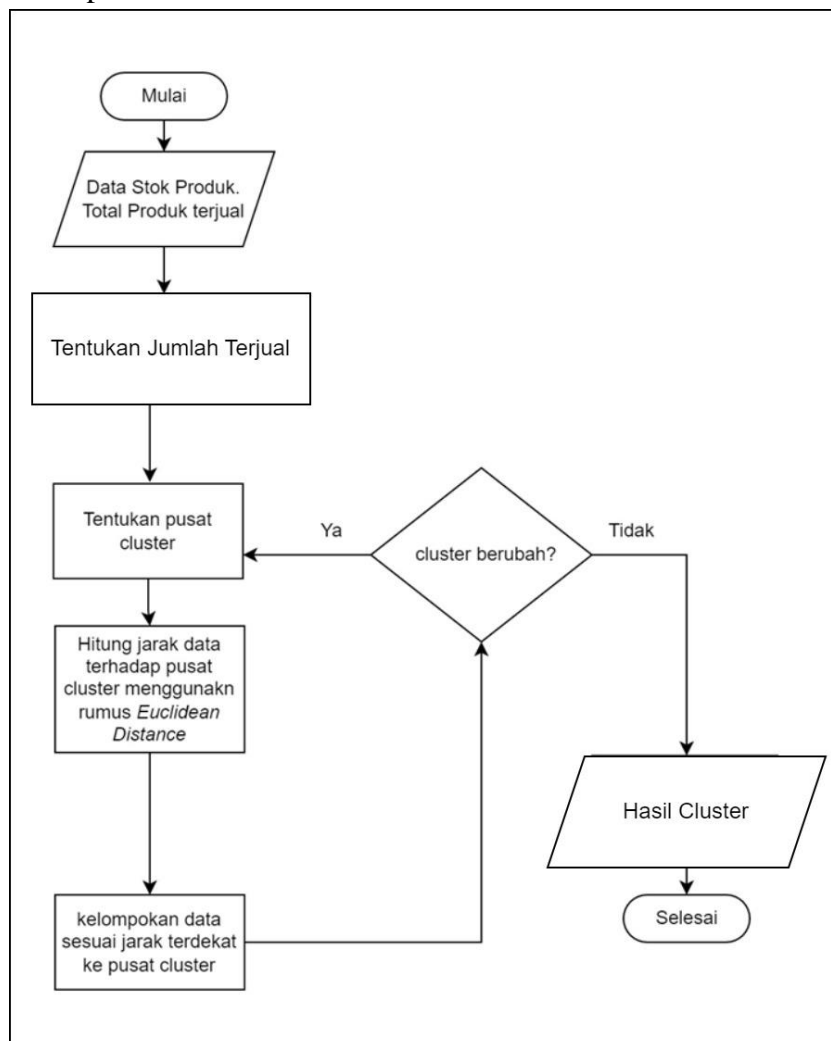 Mulai
Data Stok Produk.
Total Produk terjual
Tentukan Jumlah Terjual
Tentukan pusat
cluster
Ya
cluster berubah?
Tidak
Hitung jarak data
terhadap pusat
cluster menggunakn
rumus Euclidean
Distance
Hasil Cluster
kelompokan data
sesuai jarak terdekat
ke pusat cluster
Selesai